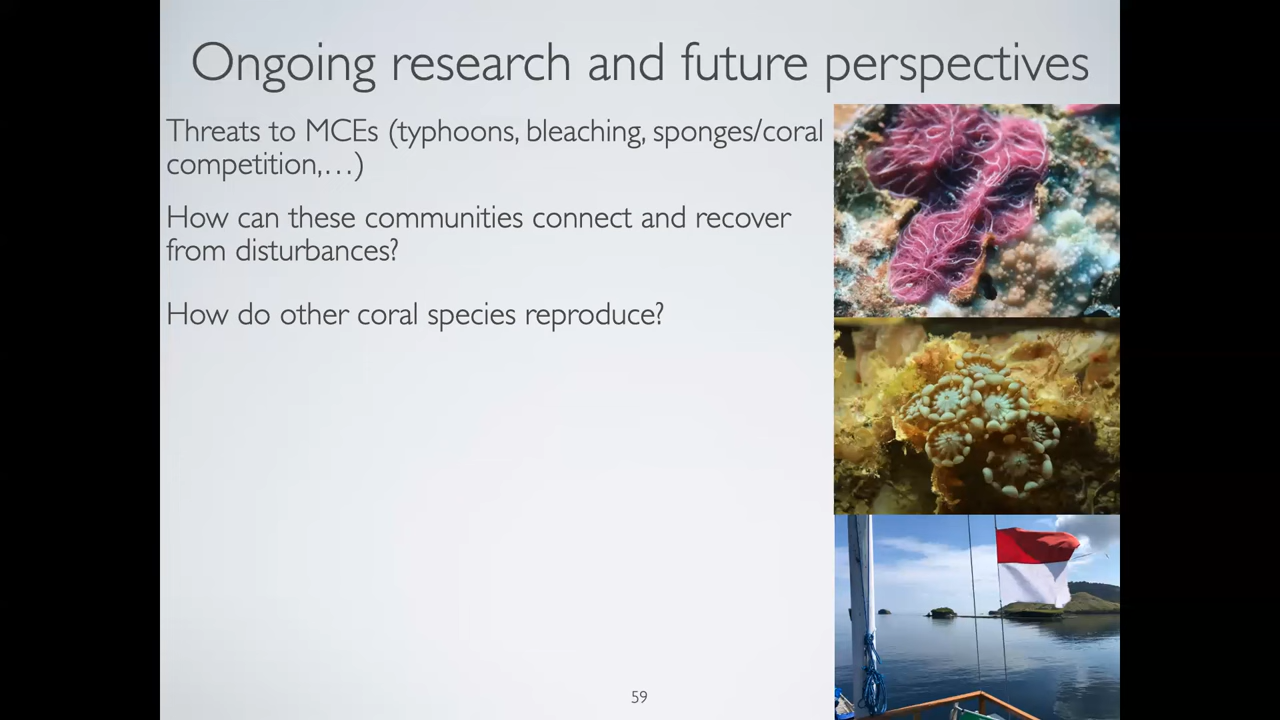 Ongoing research and future perspectives
Threats to MCEs (typhoons, bleaching, sponges/coral
competition,…)
How can these communities connect and recover
from disturbances?
How do other coral species reproduce?
59